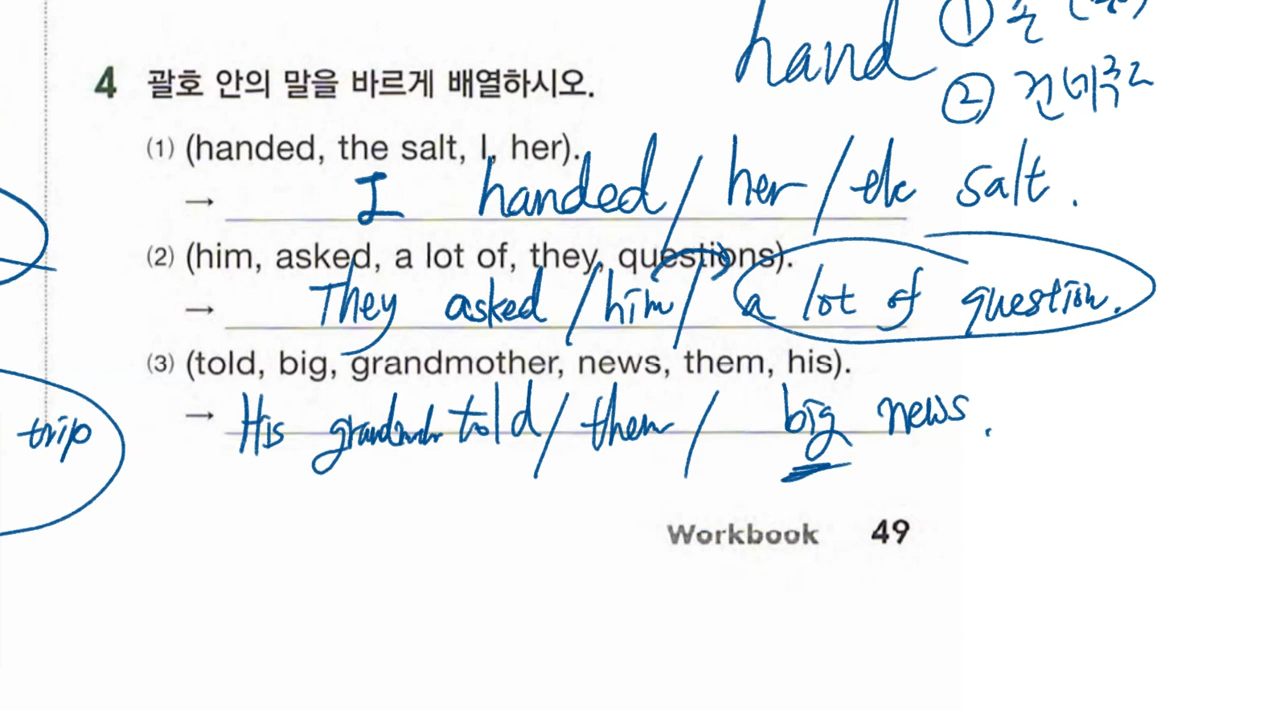 hand ① 손
② 건네주고
4 괄호 안의 말을 바르게 배열하시오.
(1) (handed, the salt, I, her).
→ I handed / her / the salt.
(2) (him, asked, a lot of, they, questions).
→ They asked / him / a lot of question.
(3) (told, big, grandmother, news, them, his).
→ His grandmother told / them / big news.
trip
Workbook 49